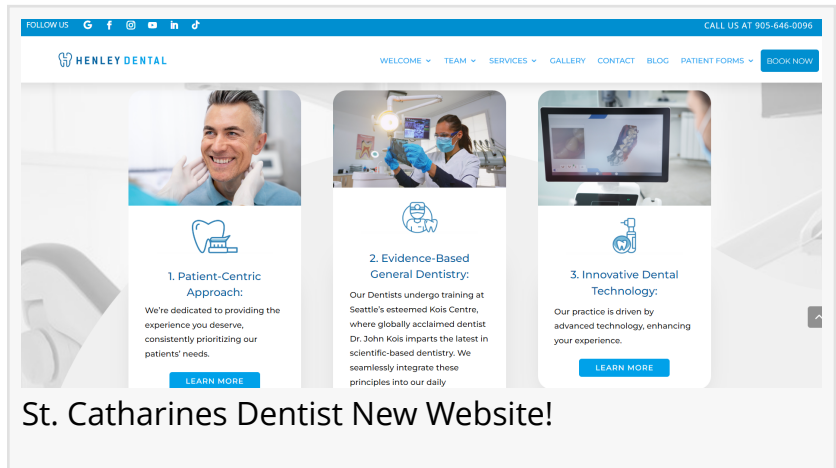 FOLLOW US
CALL US AT 905-646-0096
HENLEY DENTAL
WELCOME TEAM SERVICES GALLERY CONTACT BLOG PATIENT FORMS BOOK NOW
1. Patient-Centric
Approach:
We're dedicated to providing the
experience you deserve,
consistently prioritizing our
patients' needs.
LEARN MORE
2. Evidence-Based
General Dentistry:
Our Dentists undergo training at
Seattle's esteemed Kois Centre,
where globally acclaimed dentist
Dr. John Kois imparts the latest in
scientific-based dentistry. We
seamlessly integrate these
principles into our daily
3. Innovative Dental
Technology:
Our practice is driven by
advanced technology, enhancing
your experience.
LEARN MORE
St. Catharines Dentist New Website!